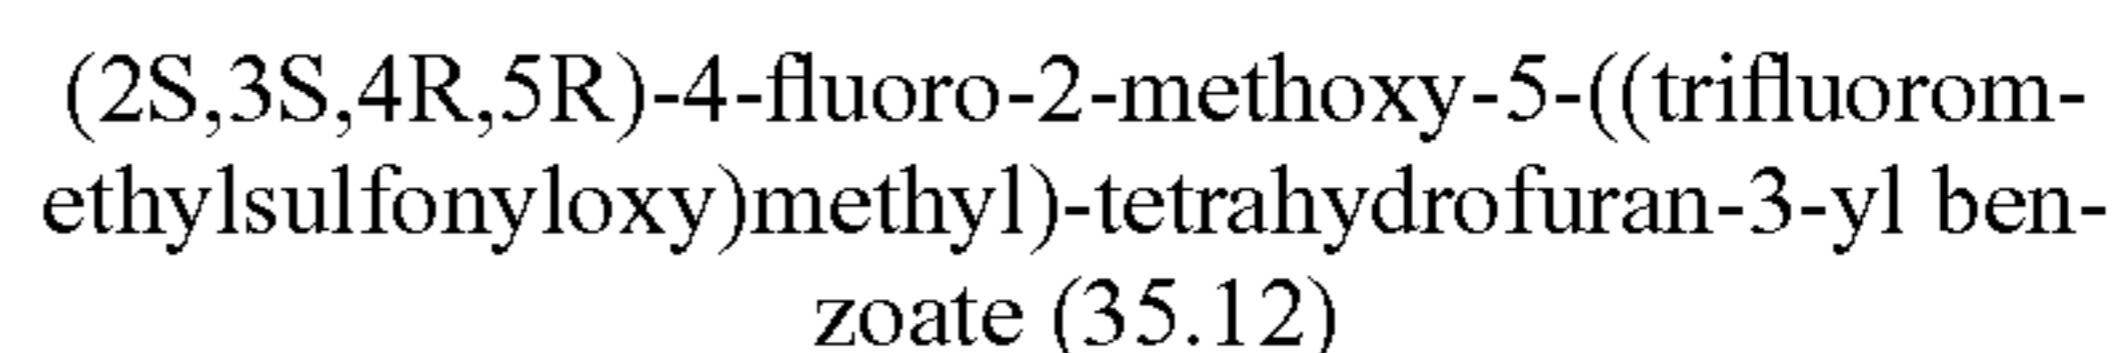 (2S,3S,4R,5R)-4-fluoro-2-methoxy-5-((trifluorom-
ethylsulfonyloxy)methyl)-tetrahydrofuran-3-yl ben-
zoate (35.12)